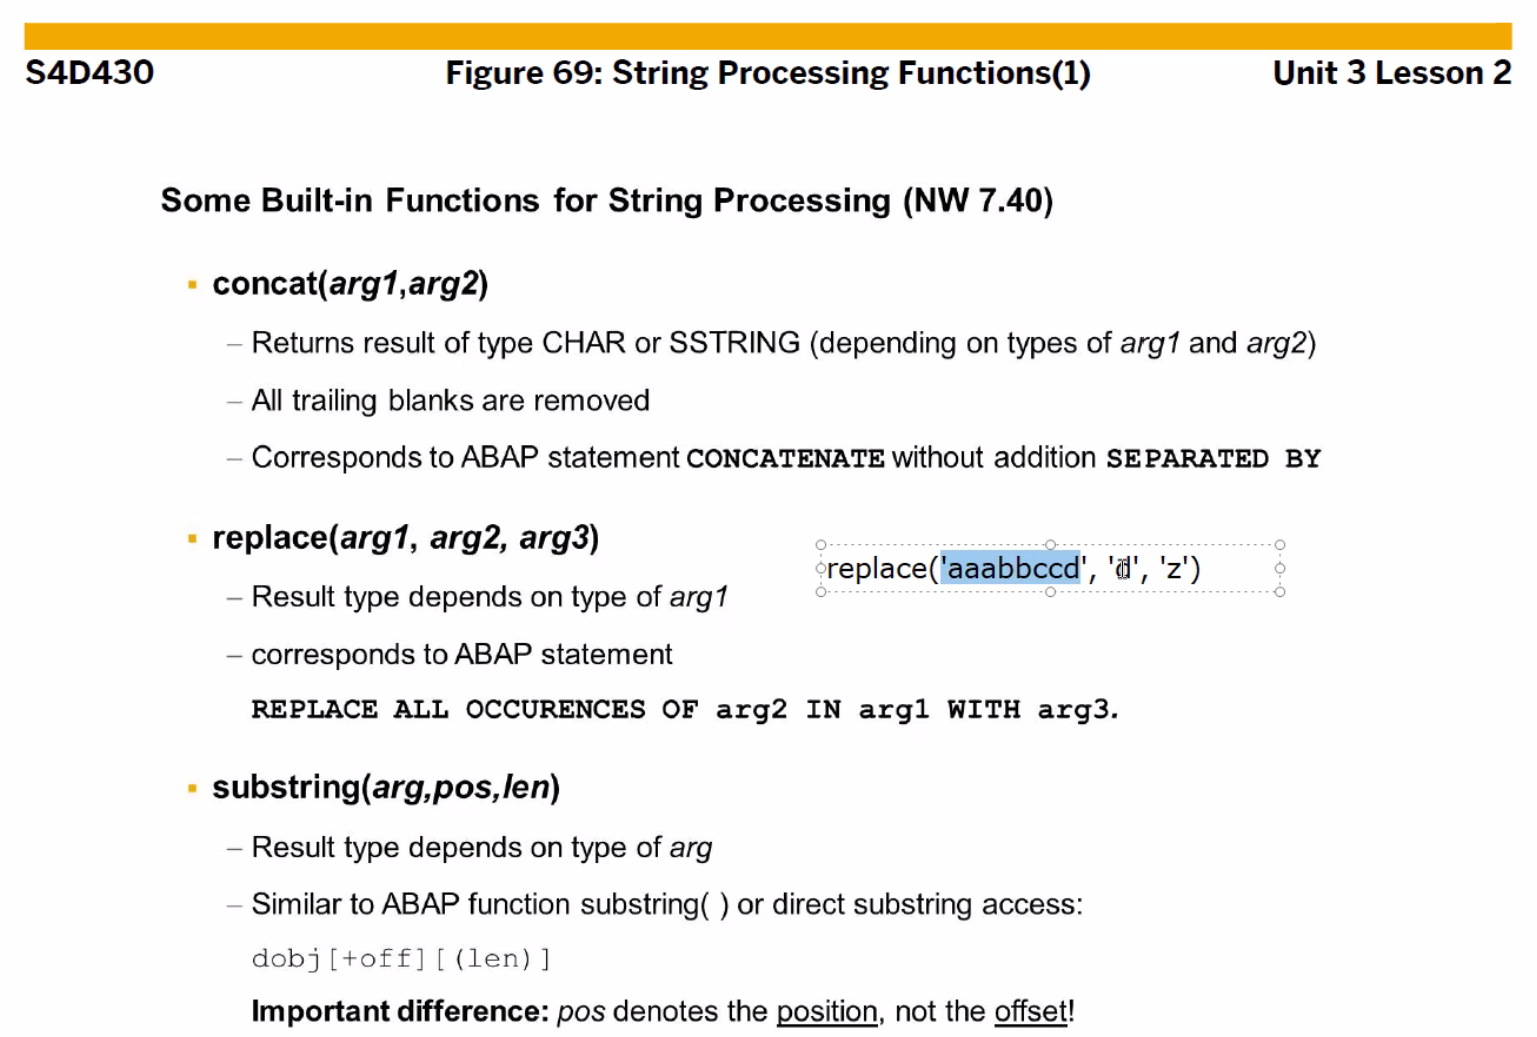 S4D430 Figure 69: String Processing Functions(1) Unit 3 Lesson 2
Some Built-in Functions for String Processing (NW 7.40)
▪ concat(arg1,arg2)
– Returns result of type CHAR or SSTRING (depending on types of arg1 and arg2)
– All trailing blanks are removed
– Corresponds to ABAP statement CONCATENATE without addition SEPARATED BY
▪ replace(arg1, arg2, arg3)
replace('aaabbccd', 'd', 'z')
– Result type depends on type of arg1
– corresponds to ABAP statement
REPLACE ALL OCCURENCES OF arg2 IN arg1 WITH arg3.
▪ substring(arg,pos,len)
– Result type depends on type of arg
– Similar to ABAP function substring( ) or direct substring access:
dobj[+off][(len)]
Important difference: pos denotes the position, not the offset!